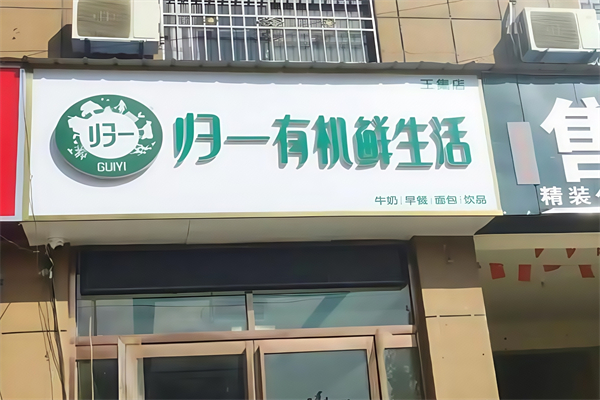 王集店
归一
GUIYI
归一有机鲜生活
牛奶 | 早餐 | 面包 | 饮品
售
精装